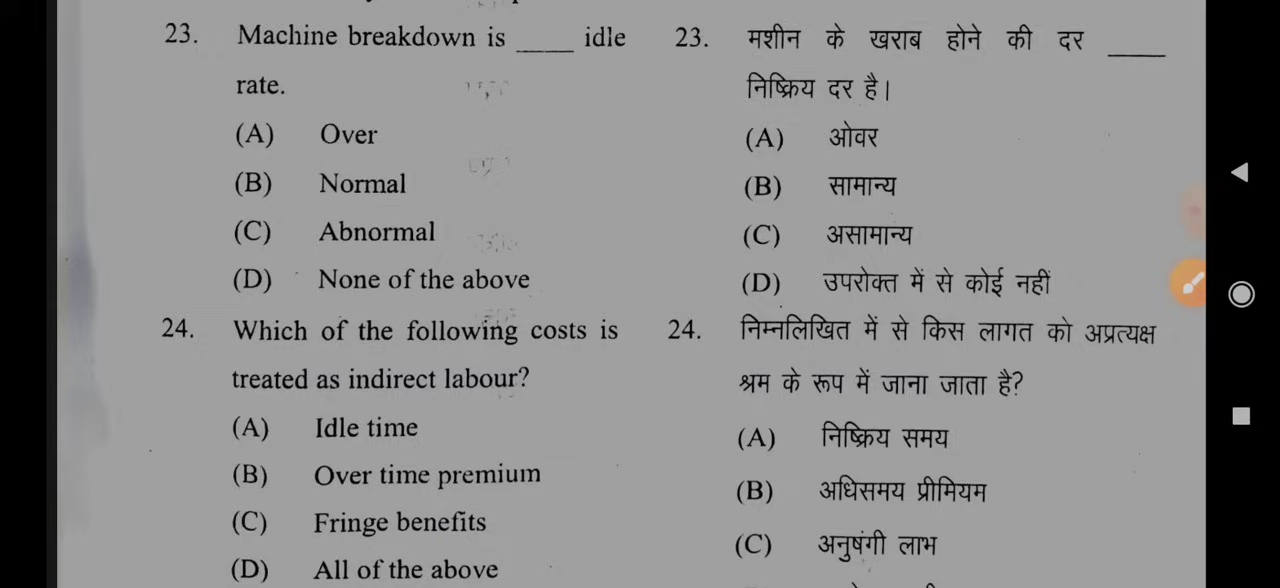 23. Machine breakdown is ____ idle
rate.
(A) Over
(B) Normal
(C) Abnormal
(D) None of the above
24. Which of the following costs is
treated as indirect labour?
(A) Idle time
(B) Over time premium
(C) Fringe benefits
(D) All of the above
23. मशीन के खराब होने की दर ____
निष्क्रिय दर है।
(A) ओवर
(B) सामान्य
(C) असामान्य
(D) उपरोक्त में से कोई नहीं
24. निम्नलिखित में से किस लागत को अप्रत्यक्ष
श्रम के रूप में जाना जाता है?
(A) निष्क्रिय समय
(B) अधिसमय प्रीमियम
(C) अनुषंगी लाभ